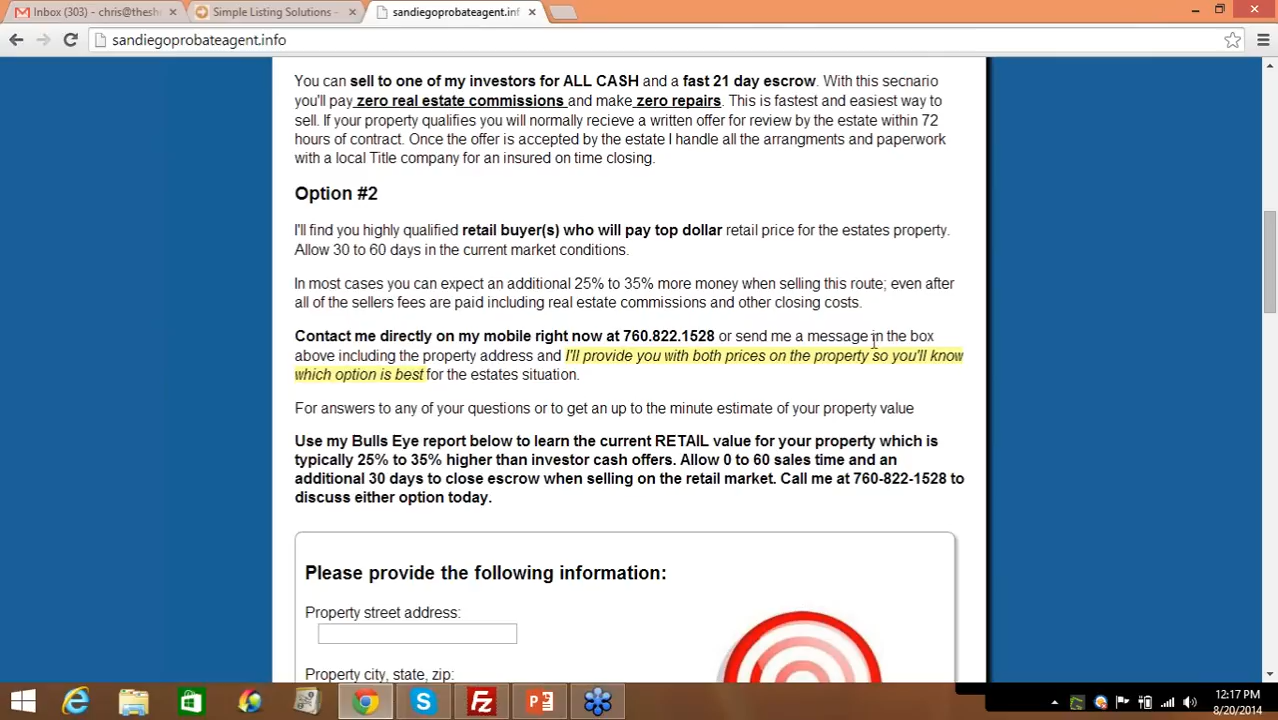 Inbox (303) - chris@thesh
Simple Listing Solutions -
sandiegoprobateagent.inf
sandiegoprobateagent.info
You can sell to one of my investors for ALL CASH and a fast 21 day escrow. With this secnario
you'll pay zero real estate commissions and make zero repairs. This is fastest and easiest way to
sell. If your property qualifies you will normally recieve a written offer for review by the estate within 72
hours of contract. Once the offer is accepted by the estate I handle all the arrangments and paperwork
with a local Title company for an insured on time closing.
Option #2
I'll find you highly qualified retail buyer(s) who will pay top dollar retail price for the estates property.
Allow 30 to 60 days in the current market conditions.
In most cases you can expect an additional 25% to 35% more money when selling this route; even after
all of the sellers fees are paid including real estate commissions and other closing costs.
Contact me directly on my mobile right now at 760.822.1528 or send me a message in the box
above including the property address and I'll provide you with both prices on the property so you'll know
which option is best for the estates situation.
For answers to any of your questions or to get an up to the minute estimate of your property value
Use my Bulls Eye report below to learn the current RETAIL value for your property which is
typically 25% to 35% higher than investor cash offers. Allow 0 to 60 sales time and an
additional 30 days to close escrow when selling on the retail market. Call me at 760-822-1528 to
discuss either option today.
Please provide the following information:
Property street address:
Property city, state, zip:
12:17 PM
8/20/2014